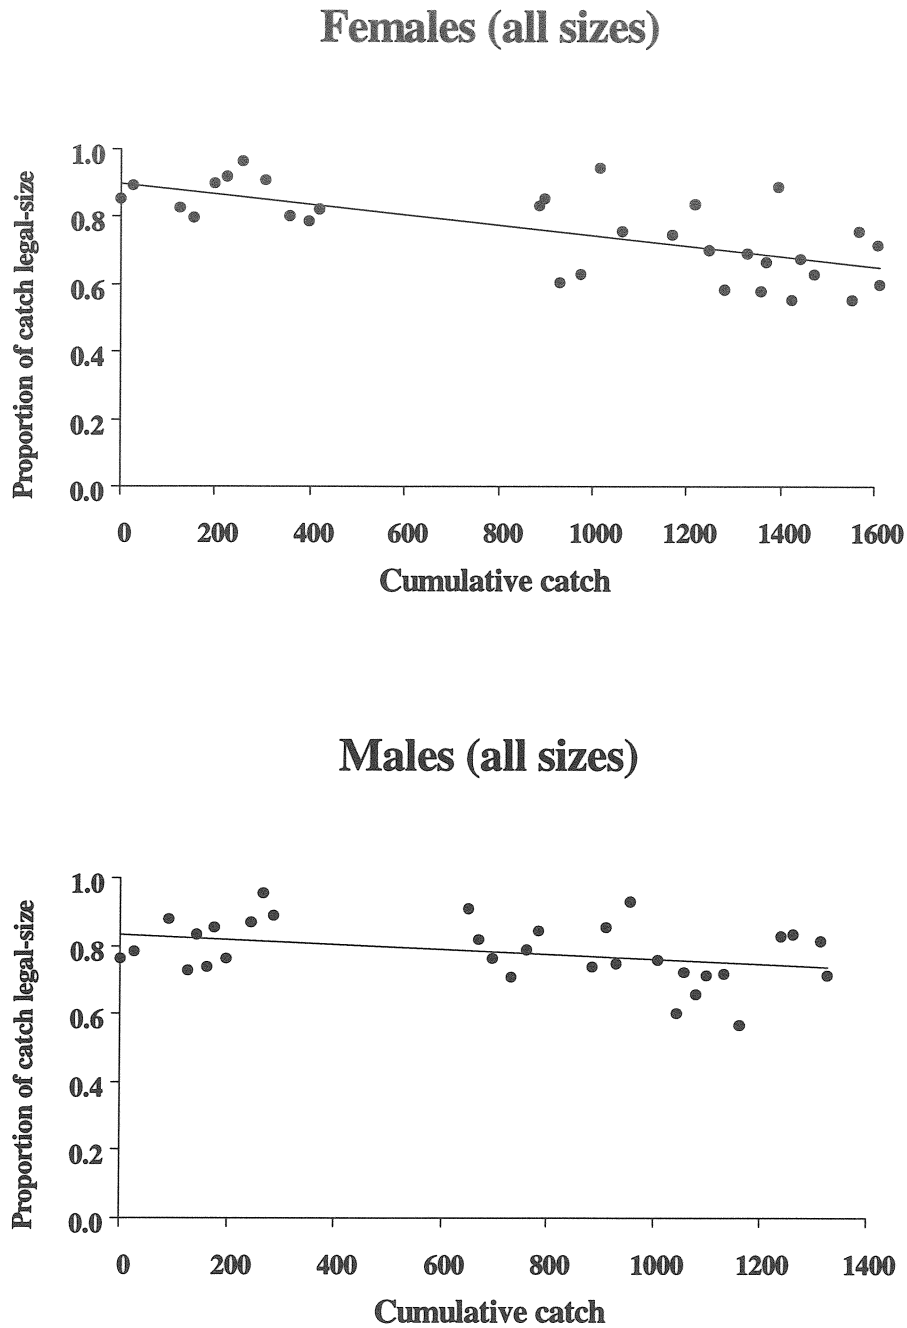 Females (all sizes)
Proportion of catch legal-size
1.0
0.8
0.6
0.4
0.2
0.0
0 200 400 600 800 1000 1200 1400 1600
Cumulative catch
Males (all sizes)
Proportion of catch legal-size
1.0
0.8
0.6
0.4
0.2
0.0
0 200 400 600 800 1000 1200 1400
Cumulative catch